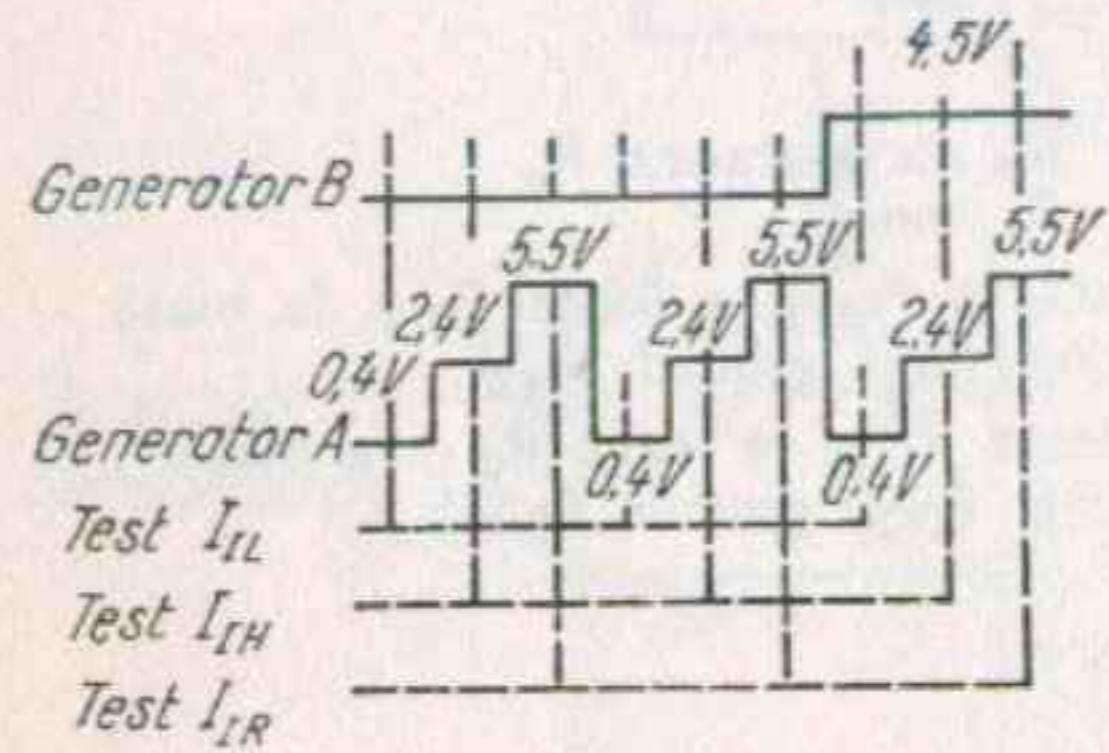 4,5V
Generator B
5.5V 5,5V 5,5V
2,4V 2,4V 2,4V
0,4V
Generator A
0.4V 0.4V
Test I_IL
Test I_IH
Test I_IR